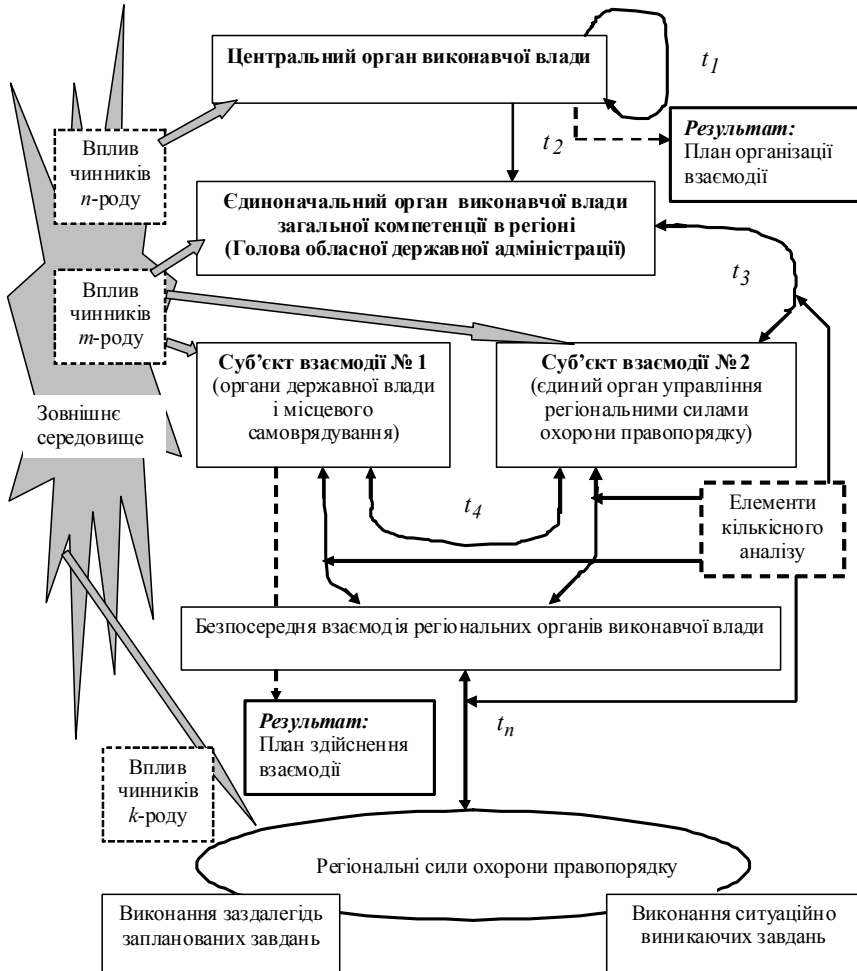 Центральний орган виконавчої влади
t1
t2
Результат:
План організації
взаємодії
Вплив
чинників
n-роду
Єдиноначальний орган виконавчої влади
загальної компетенції в регіоні
(Голова обласної державної адміністрації)
t3
Вплив
чинників
m-роду
Суб’єкт взаємодії № 1
(органи державної влади
і місцевого
самоврядування)
Суб’єкт взаємодії № 2
(єдиний орган управління
регіональними силами
охорони правопорядку)
Зовнішнє
середовище
t4
Елементи
кількісного
аналізу
Безпосередня взаємодія регіональних органів виконавчої влади
Результат:
План здійснення
взаємодії
tn
Вплив
чинників
k-роду
Регіональні сили охорони правопорядку
Виконання заздалегідь
запланованих завдань
Виконання ситуаційно
виникаючих завдань